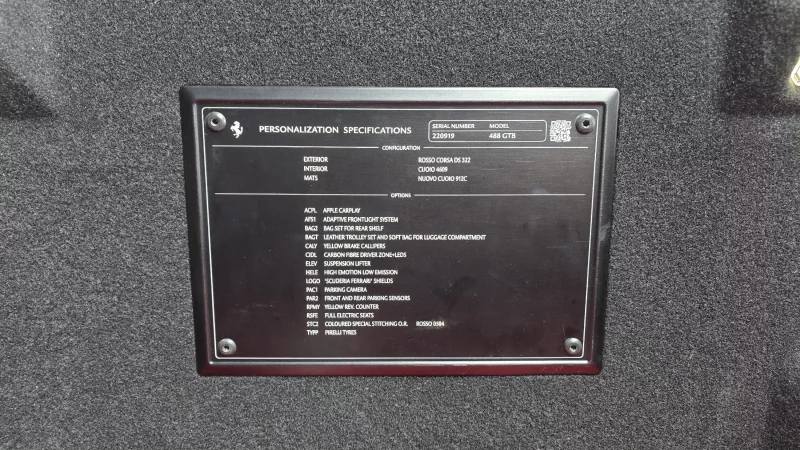 PERSONALIZATION SPECIFICATIONS
SERIAL NUMBER MODEL
220919 488 GTB
CONFIGURATION
EXTERIOR ROSSO CORSA DS 322
INTERIOR CUOIO 4609
MATS NUOVO CUOIO 912C
OPTIONS
ACPL APPLE CARPLAY
AFS1 ADAPTIVE FRONTLIGHT SYSTEM
BAG2 BAG SET FOR REAR SHELF
BAGT LEATHER TROLLEY SET AND SOFT BAG FOR LUGGAGE COMPARTMENT
CALY YELLOW BRAKE CALLIPERS
CIDL CARBON FIBRE DRIVER ZONE+LEDS
ELEV SUSPENSION LIFTER
HELE HIGH EMOTION LOW EMISSION
LOGO "SCUDERIA FERRARI" SHIELDS
PAC1 PARKING CAMERA
PAR2 FRONT AND REAR PARKING SENSORS
RPMY YELLOW REV. COUNTER
RSFE FULL ELECTRIC SEATS
STC2 COLOURED SPECIAL STITCHING O.R. ROSSO 0584
TYPP PIRELLI TYRES